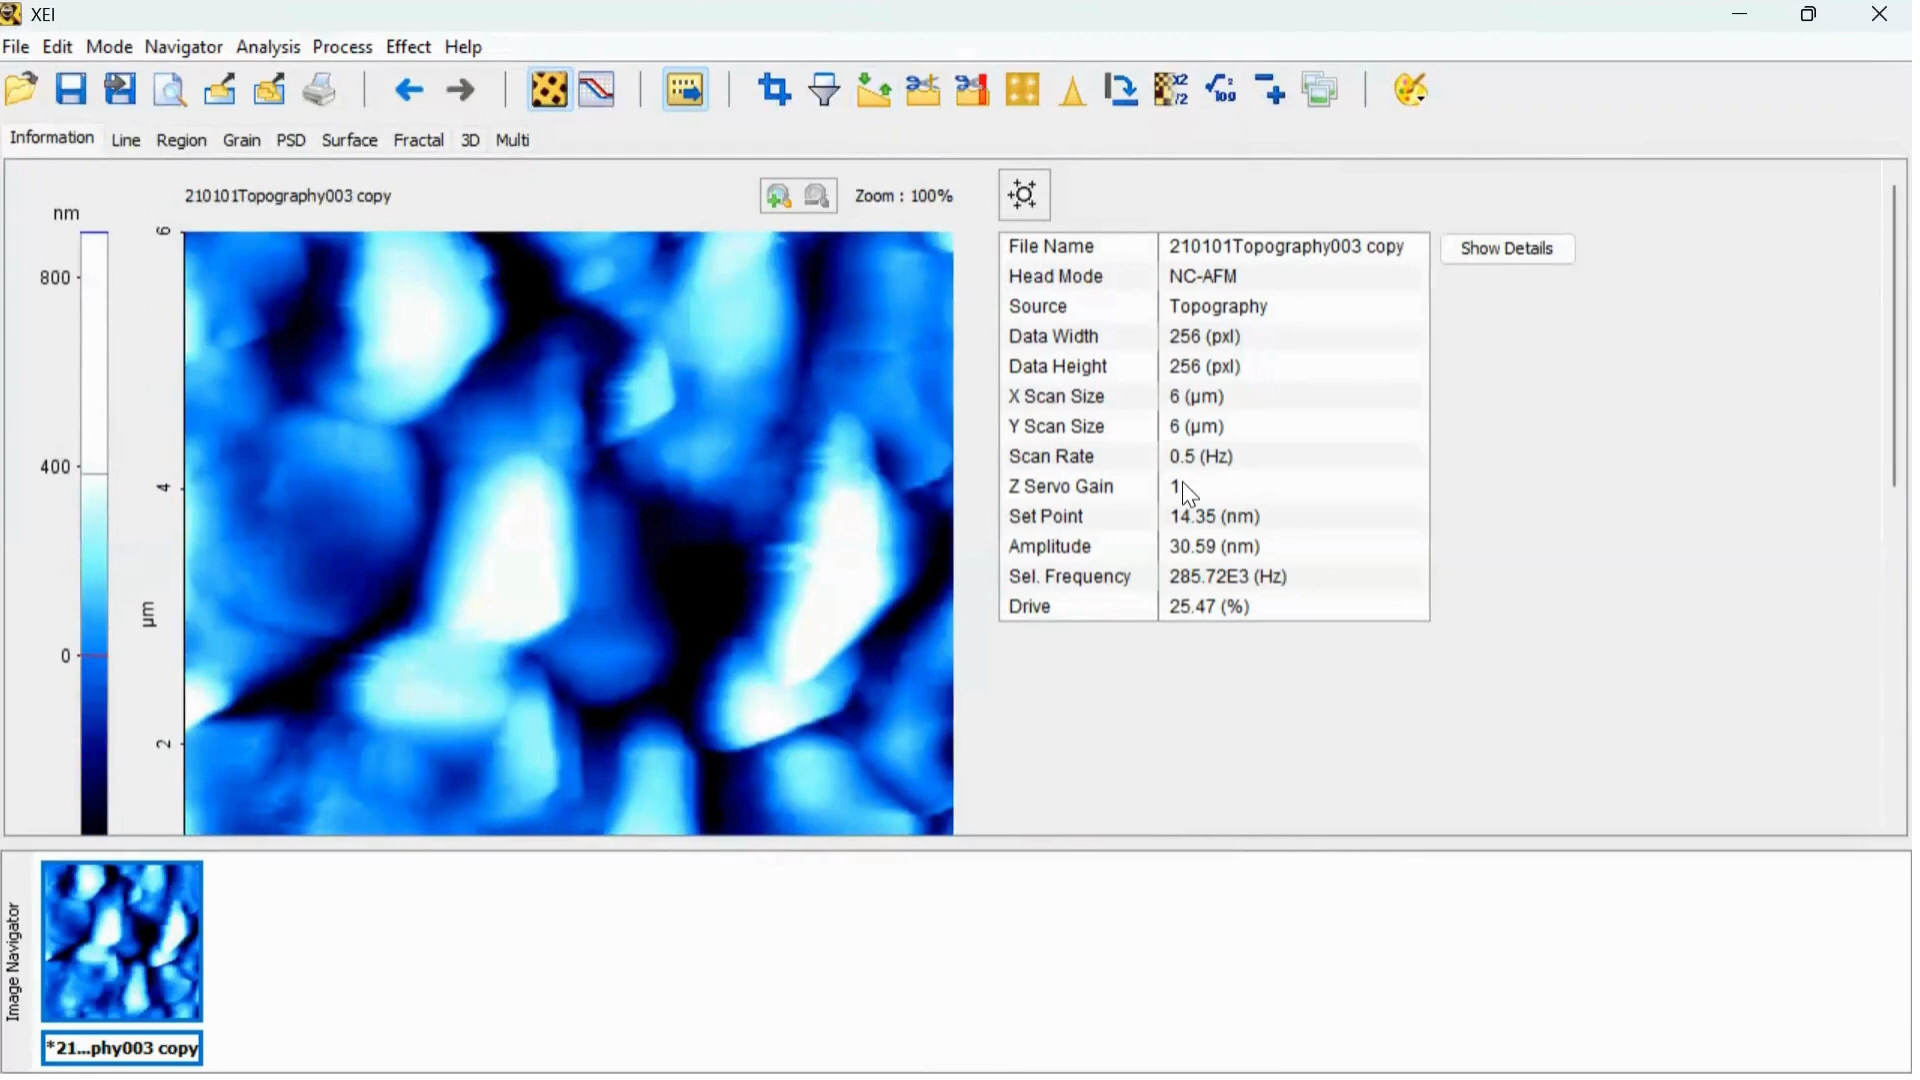 XEI
File Edit Mode Navigator Analysis Process Effect Help
x2
/2
2
log
Information Line Region Grain PSD Surface Fractal 3D Multi
210101Topography003 copy
Zoom : 100%
nm
800
400
0
6
4
2
µm
File Name 210101Topography003 copy
Head Mode NC-AFM
Source Topography
Data Width 256 (pxl)
Data Height 256 (pxl)
X Scan Size 6 (µm)
Y Scan Size 6 (µm)
Scan Rate 0.5 (Hz)
Z Servo Gain 1
Set Point 14.35 (nm)
Amplitude 30.59 (nm)
Sel. Frequency 285.72E3 (Hz)
Drive 25.47 (%)
Show Details
Image Navigator
*21...phy003 copy